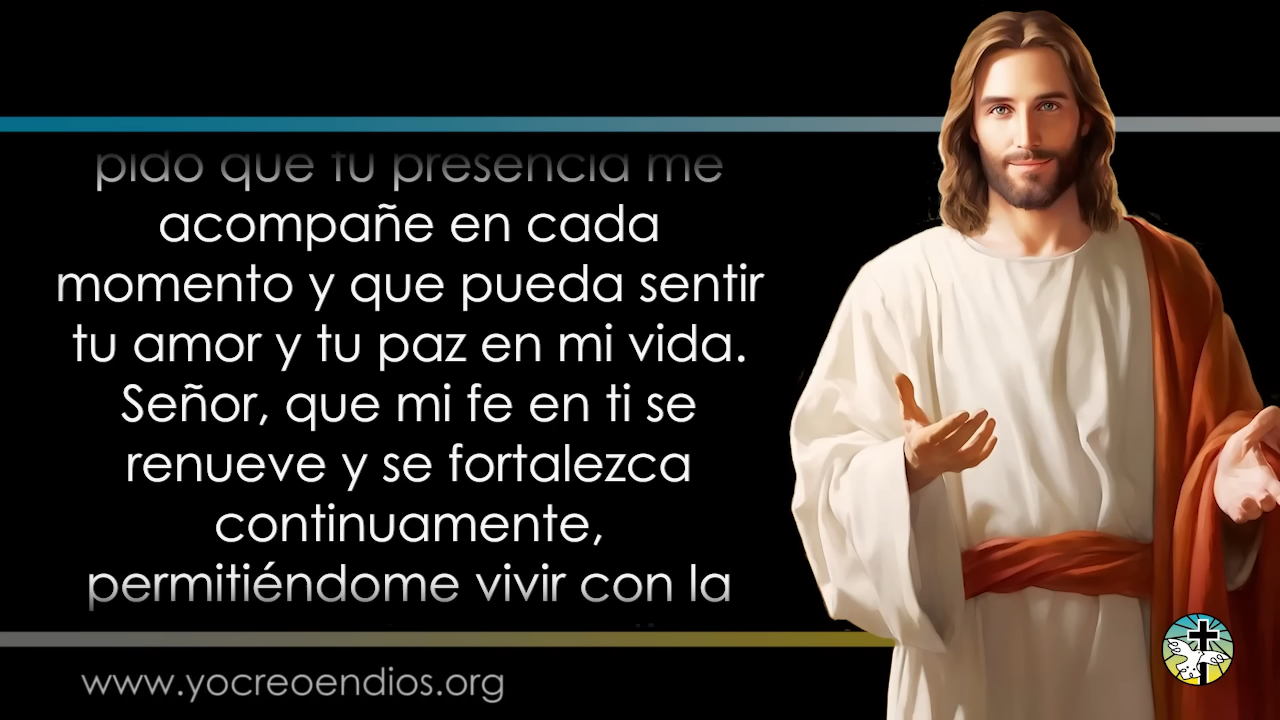 pido que tu presencia me
acompañe en cada
momento y que pueda sentir
tu amor y tu paz en mi vida.
Señor, que mi fe en ti se
renueve y se fortalezca
continuamente,
permitiéndome vivir con la
www.yocreoendios.org